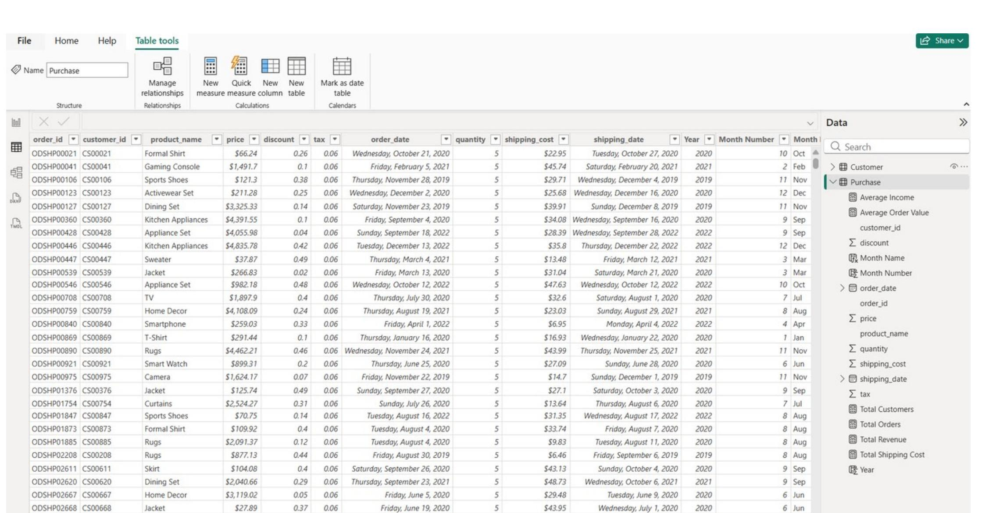 File Home Help Table tools Share
Name Purchase
Manage relationships
New measure
Quick measure
New column
New table
Mark as date table
Structure Relationships Calculations Calendars
Data
order_id customer_id product_name price discount tax order_date quantity shipping_cost shipping_date Year Month Number Month
ODSHP00021 CS00021 Formal Shirt $66.24 0.26 0.06 Wednesday, October 21, 2020 5 $22.95 Tuesday, October 27, 2020 2020 10 Oct
ODSHP00041 CS00041 Gaming Console $1,491.7 0.1 0.06 Friday, February 5, 2021 5 $45.74 Saturday, February 20, 2021 2021 2 Feb
ODSHP00106 CS00106 Sports Shoes $121.3 0.38 0.06 Thursday, November 28, 2019 5 $29.71 Wednesday, December 4, 2019 2019 11 Nov
ODSHP00123 CS00123 Activewear Set $211.28 0.25 0.06 Wednesday, December 2, 2020 5 $25.68 Wednesday, December 16, 2020 2020 12 Dec
ODSHP00127 CS00127 Dining Set $3,325.33 0.14 0.06 Saturday, November 23, 2019 5 $39.91 Sunday, December 8, 2019 2019 11 Nov
ODSHP00360 CS00360 Kitchen Appliances $4,391.55 0.1 0.06 Friday, September 4, 2020 5 $34.08 Wednesday, September 16, 2020 2020 9 Sep
ODSHP00428 CS00428 Appliance Set $4,055.98 0.04 0.06 Sunday, September 18, 2022 5 $28.39 Wednesday, September 28, 2022 2022 9 Sep
ODSHP00446 CS00446 Kitchen Appliances $4,835.78 0.42 0.06 Tuesday, December 13, 2022 5 $35.8 Thursday, December 22, 2022 2022 12 Dec
ODSHP00447 CS00447 Sweater $37.87 0.49 0.06 Thursday, March 4, 2021 5 $13.48 Friday, March 12, 2021 2021 3 Mar
ODSHP00539 CS00539 Jacket $266.83 0.02 0.06 Friday, March 13, 2020 5 $31.04 Saturday, March 21, 2020 2020 3 Mar
ODSHP00546 CS00546 Appliance Set $982.18 0.48 0.06 Wednesday, October 12, 2022 5 $47.63 Wednesday, October 12, 2022 2022 10 Oct
ODSHP00708 CS00708 TV $1,897.9 0.4 0.06 Thursday, July 30, 2020 5 $32.6 Saturday, August 1, 2020 2020 7 Jul
ODSHP00759 CS00759 Home Decor $4,108.09 0.24 0.06 Thursday, August 19, 2021 5 $23.03 Sunday, August 29, 2021 2021 8 Aug
ODSHP00840 CS00840 Smartphone $259.03 0.33 0.06 Friday, April 1, 2022 5 $6.95 Monday, April 4, 2022 2022 4 Apr
ODSHP00869 CS00869 T-Shirt $291.44 0.1 0.06 Thursday, January 16, 2020 5 $16.93 Wednesday, January 22, 2020 2020 1 Jan
ODSHP00890 CS00890 Rugs $4,462.21 0.46 0.06 Wednesday, November 24, 2021 5 $43.99 Thursday, November 25, 2021 2021 11 Nov
ODSHP00921 CS00921 Smart Watch $899.31 0.2 0.06 Thursday, June 25, 2020 5 $27.09 Sunday, June 28, 2020 2020 6 Jun
ODSHP00975 CS00975 Camera $1,624.17 0.07 0.06 Friday, November 22, 2019 5 $14.7 Sunday, December 1, 2019 2019 11 Nov
ODSHP01376 CS00376 Jacket $125.74 0.49 0.06 Sunday, September 27, 2020 5 $27.1 Saturday, October 3, 2020 2020 9 Sep
ODSHP01754 CS00754 Curtains $2,524.27 0.31 0.06 Sunday, July 26, 2020 5 $13.64 Thursday, August 6, 2020 2020 7 Jul
ODSHP01847 CS00847 Sports Shoes $70.75 0.14 0.06 Tuesday, August 16, 2022 5 $31.35 Wednesday, August 17, 2022 2022 8 Aug
ODSHP01873 CS00873 Formal Shirt $109.92 0.4 0.06 Tuesday, August 4, 2020 5 $33.74 Friday, August 7, 2020 2020 8 Aug
ODSHP01885 CS00885 Rugs $2,091.37 0.12 0.06 Tuesday, August 4, 2020 5 $9.83 Tuesday, August 11, 2020 2020 8 Aug
ODSHP02208 CS00208 Rugs $877.13 0.44 0.06 Friday, August 30, 2019 5 $6.46 Friday, September 6, 2019 2019 8 Aug
ODSHP02611 CS00611 Skirt $104.08 0.4 0.06 Saturday, September 26, 2020 5 $43.13 Sunday, October 4, 2020 2020 9 Sep
ODSHP02620 CS00620 Dining Set $2,040.66 0.29 0.06 Thursday, September 23, 2021 5 $48.73 Wednesday, October 6, 2021 2021 9 Sep
ODSHP02667 CS00667 Home Decor $3,119.02 0.05 0.06 Friday, June 5, 2020 5 $29.48 Tuesday, June 9, 2020 2020 6 Jun
ODSHP02668 CS00668 Jacket $27.89 0.37 0.06 Friday, June 19, 2020 5 $43.95 Wednesday, July 1, 2020 2020 6 Jun
DAX
TMDL
Search
Customer
Purchase
Average Income
Average Order Value
customer_id
discount
Month Name
Month Number
order_date
order_id
price
product_name
quantity
shipping_cost
shipping_date
tax
Total Customers
Total Orders
Total Revenue
Total Shipping Cost
Year